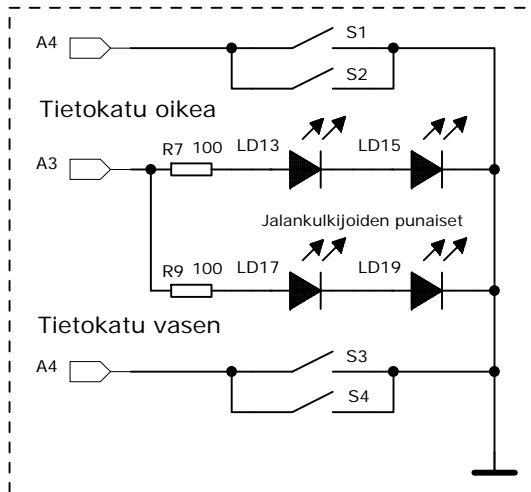 A4
S1
S2
Tietokatu oikea
A3
R7 100
LD13
LD15
Jalankulkijoiden punaiset
R9 100
LD17
LD19
Tietokatu vasen
A4
S3
S4